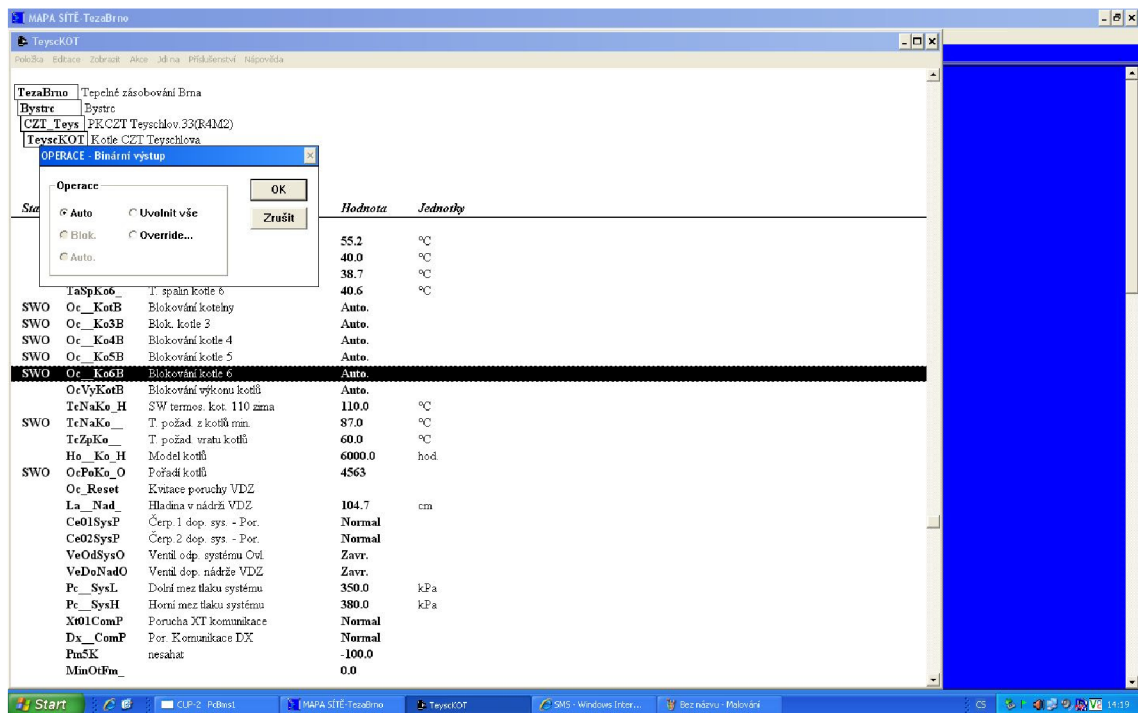 MAPA SÍTĚ-TezaBrno
TeyscKOT
Položka Editace Zobrazit Akce Jdi na Příslušenství Nápověda
TezaBrno Tepelné zásobování Brna
Bystrc Bystrc
CZT_Teys PK.CZT Teyschlov.33(R4M2)
TeyscKOT Kotle CZT Teyschlova
OPERACE - Binární výstup
Operace
OK
Auto Uvolnit vše
Zrušit
Blok. Override...
Auto.
Sta Hodnota Jednotky
55.2 °C
40.0 °C
38.7 °C
TaSpKo6_ T. spalin kotle 6 40.6 °C
SWO Oc__KotB Blokování kotelny Auto.
SWO Oc__Ko3B Blok. kotle 3 Auto.
SWO Oc__Ko4B Blokování kotle 4 Auto.
SWO Oc__Ko5B Blokování kotle 5 Auto.
SWO Oc__Ko6B Blokování kotle 6 Auto.
OcVyKotB Blokování výkonu kotlů Auto.
TcNaKo_H SW termos. kot. 110 zima 110.0 °C
SWO TcNaKo__ T. požad. z kotlů min. 87.0 °C
TcZpKo__ T. požad. vratu kotlů 60.0 °C
Ho__Ko_H Model kotlů 6000.0 hod.
SWO OcPoKo_O Pořadí kotlů 4563
Oc_Reset Kvitace poruchy VDZ
La__Nad_ Hladina v nádrži VDZ 104.7 cm
Ce01SysP Čerp.1 dop. sys. - Por. Normal
Ce02SysP Čerp.2 dop. sys. - Por. Normal
VeOdSysO Ventil odp. systému Ovl. Zavr.
VeDoNadO Ventil dop. nádrže VDZ Zavr.
Pc__SysL Dolní mez tlaku systému 350.0 kPa
Pc__SysH Horní mez tlaku systému 380.0 kPa
Xt01ComP Porucha XT komunikace Normal
Dx__ComP Por. Komunikace DX Normal
Pm5K nesahat -100.0
MinOtFm_ 0.0
Start CUP-2 PcBms1 MAPA SÍTĚ-TezaBrno TeyscKOT SMS - Windows Inter... Bez názvu - Malování CS V2 14:19